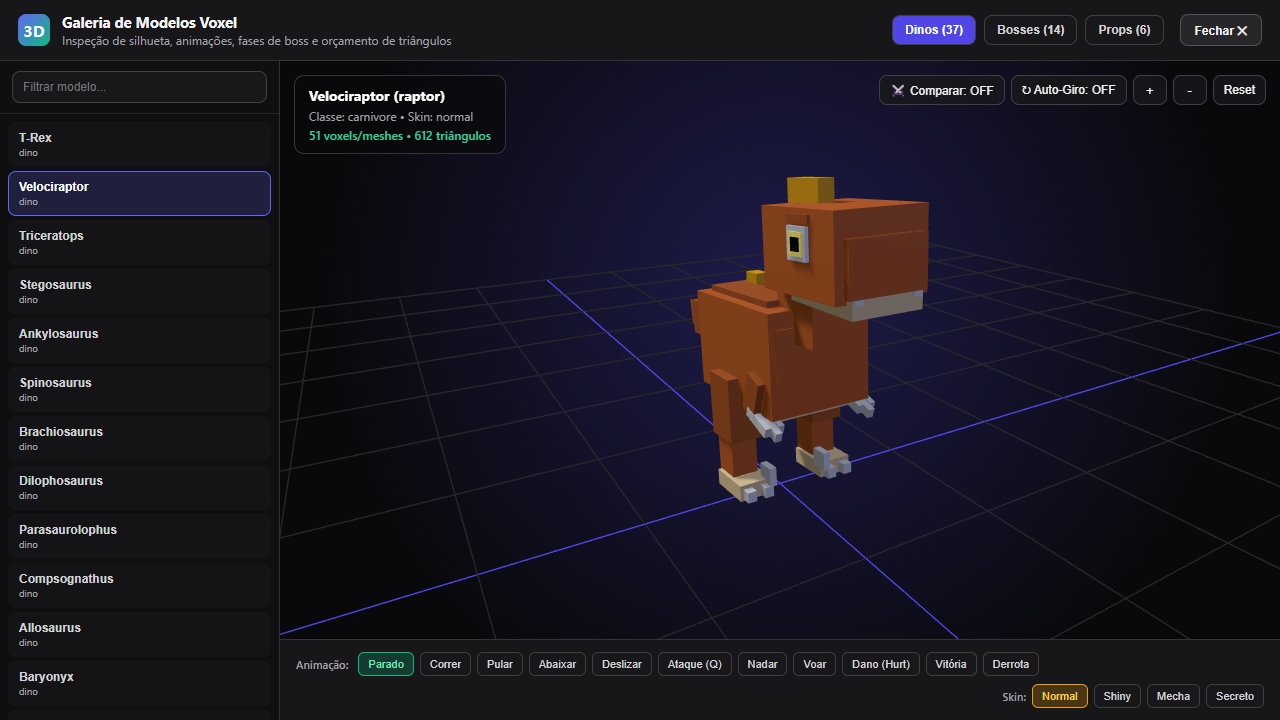 3D
Galeria de Modelos Voxel
Inspeção de silhueta, animações, fases de boss e orçamento de triângulos
Dinos (37)
Bosses (14)
Props (6)
Fechar ✕
Filtrar modelo...
T-Rex
dino
Velociraptor
dino
Triceratops
dino
Stegosaurus
dino
Ankylosaurus
dino
Spinosaurus
dino
Brachiosaurus
dino
Dilophosaurus
dino
Parasaurolophus
dino
Compsognathus
dino
Allosaurus
dino
Baryonyx
dino
Velociraptor (raptor)
Classe: carnivore • Skin: normal
51 voxels/meshes • 612 triângulos
⚔ Comparar: OFF
↻ Auto-Giro: OFF
+
-
Reset
Animação:
Parado
Correr
Pular
Abaixar
Deslizar
Ataque (Q)
Nadar
Voar
Dano (Hurt)
Vitória
Derrota
Skin:
Normal
Shiny
Mecha
Secreto